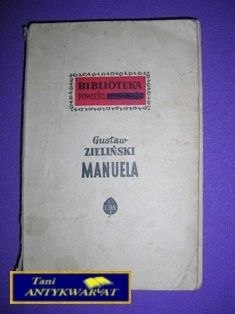 BIBLIOTEKA
POWIEŚCI
Gustaw
ZIELIŃSKI
MANUELA
Tani
ANTYKWARIAT